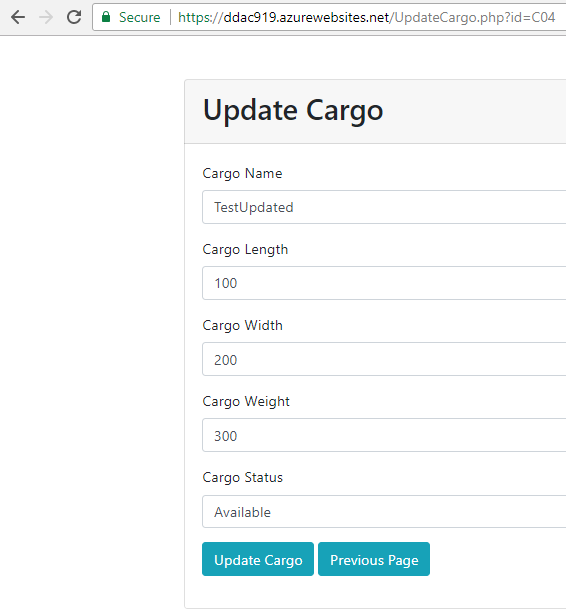 Secure https://ddac919.azurewebsites.net/UpdateCargo.php?id=C04
Update Cargo
Cargo Name
TestUpdated
Cargo Length
100
Cargo Width
200
Cargo Weight
300
Cargo Status
Available
Update Cargo Previous Page